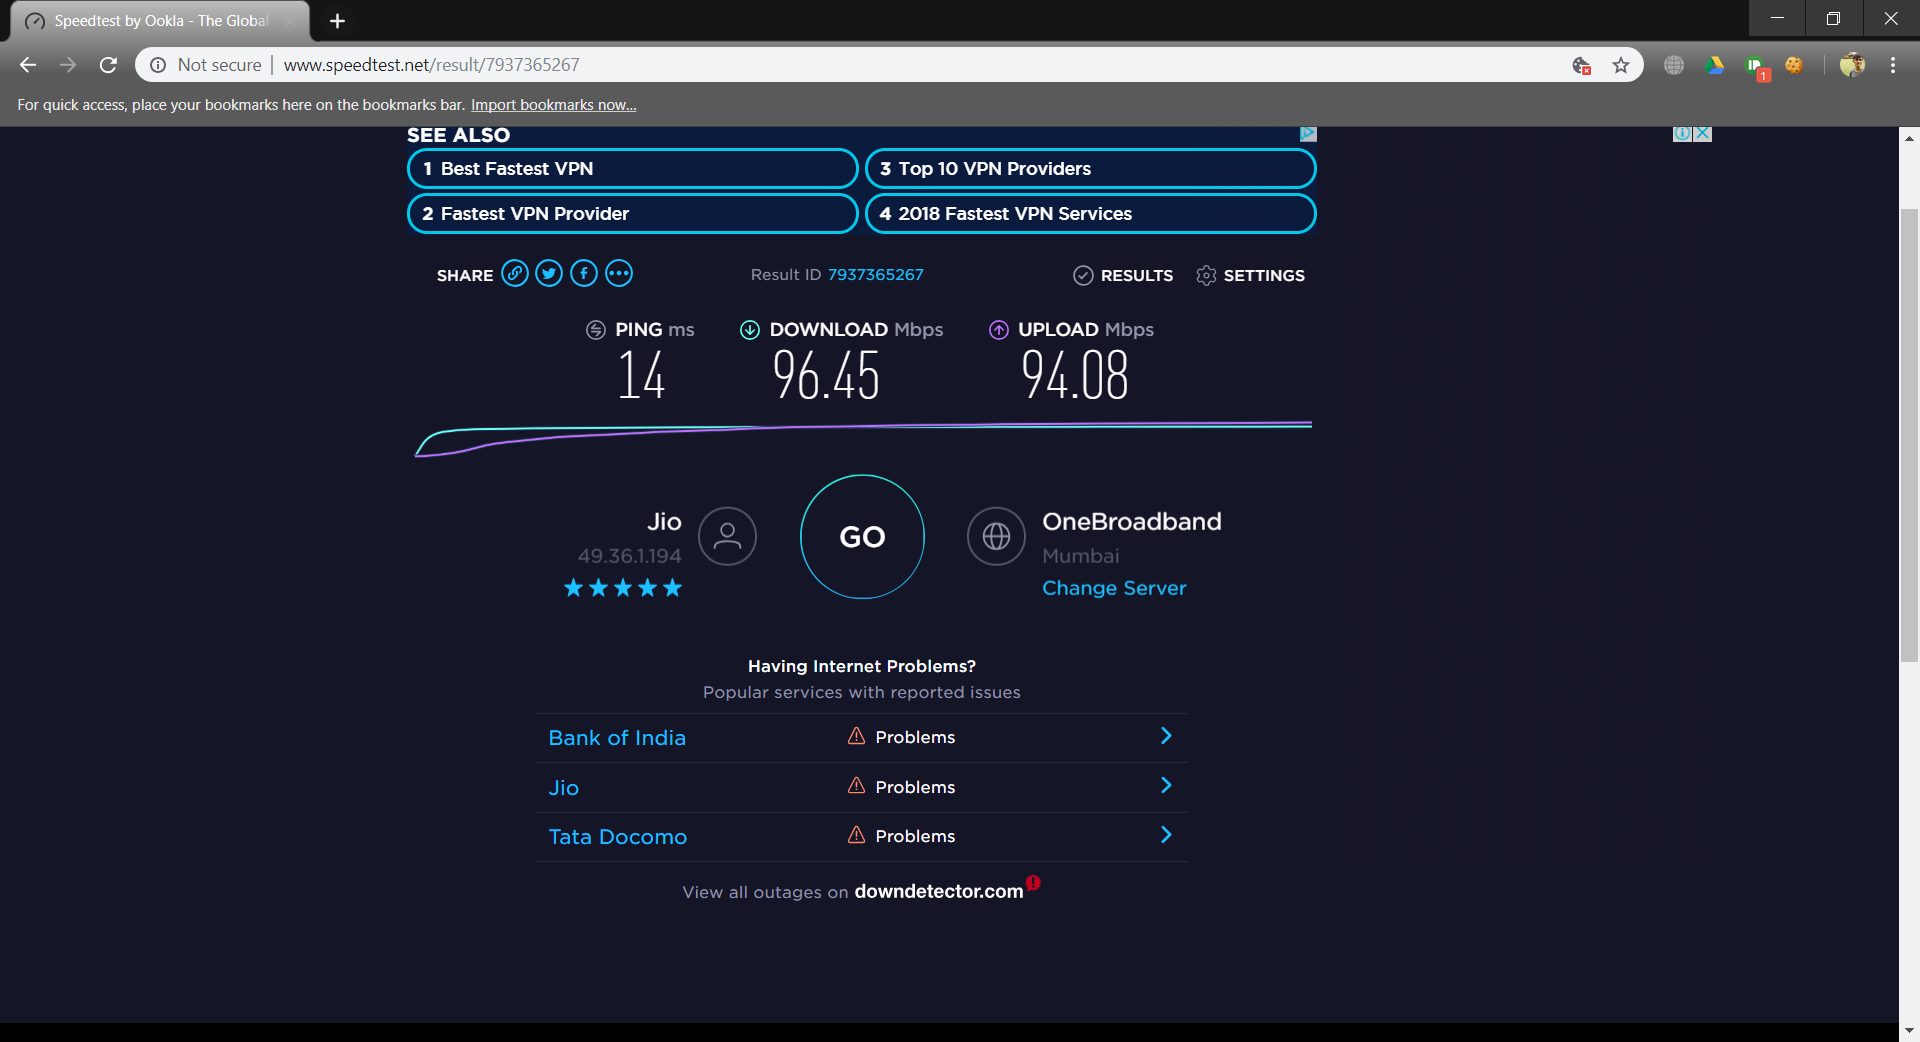 Speedtest by Ookla - The Global
Not secure | www.speedtest.net/result/7937365267
1
For quick access, place your bookmarks here on the bookmarks bar. Import bookmarks now...
SEE ALSO
1 Best Fastest VPN
3 Top 10 VPN Providers
2 Fastest VPN Provider
4 2018 Fastest VPN Services
SHARE
Result ID 7937365267
RESULTS
SETTINGS
PING ms
DOWNLOAD Mbps
UPLOAD Mbps
14
96.45
94.08
Jio
49.36.1.194
GO
OneBroadband
Mumbai
Change Server
Having Internet Problems?
Popular services with reported issues
Bank of India
Problems
Jio
Problems
Tata Docomo
Problems
View all outages on downdetector.com